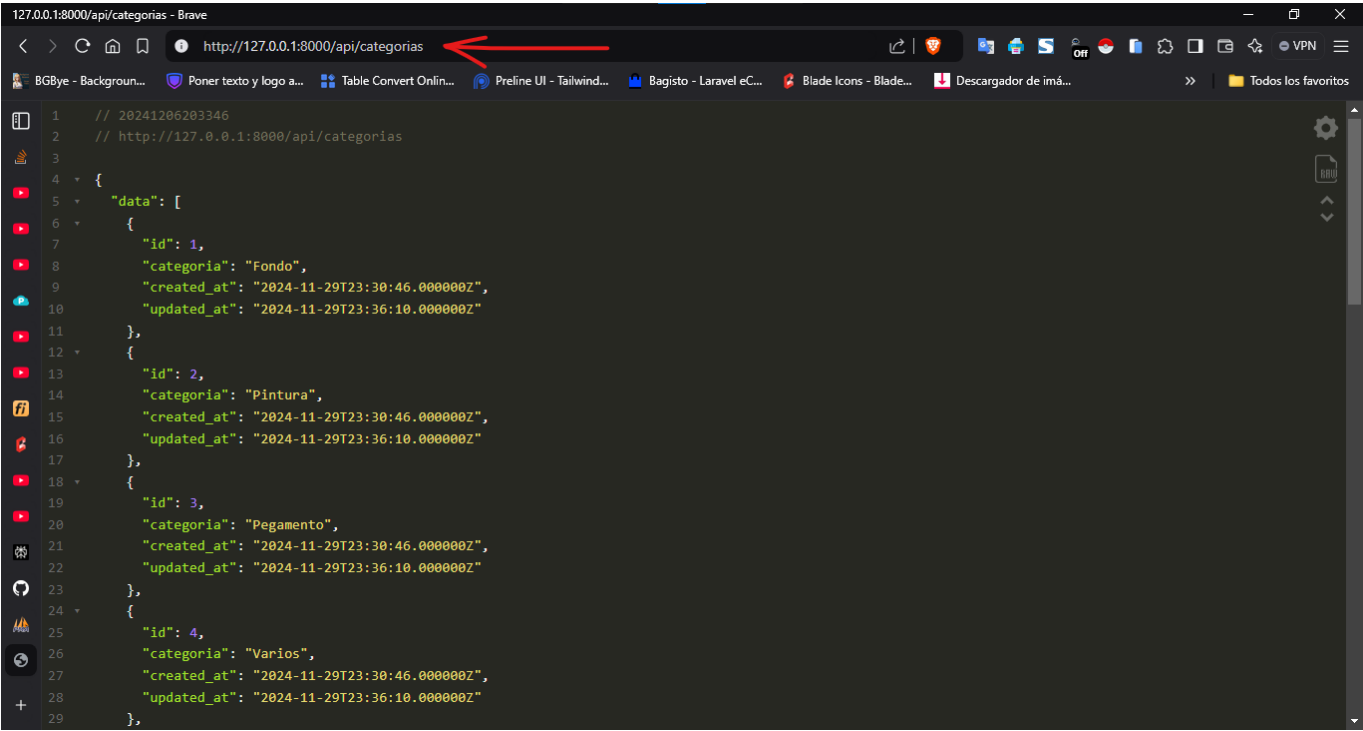 127.0.0.1:8000/api/categorias - Brave
http://127.0.0.1:8000/api/categorias
Off
VPN
BGBye - Backgroun...
Poner texto y logo a...
Table Convert Onlin...
Preline UI - Tailwind...
Bagisto - Laravel eC...
Blade Icons - Blade...
Descargador de imá...
»
Todos los favoritos
1 // 20241206203346
2 // http://127.0.0.1:8000/api/categorias
3
4 {
5 "data": [
6 {
7 "id": 1,
8 "categoria": "Fondo",
9 "created_at": "2024-11-29T23:30:46.000000Z",
10 "updated_at": "2024-11-29T23:36:10.000000Z"
11 },
12 {
13 "id": 2,
14 "categoria": "Pintura",
15 "created_at": "2024-11-29T23:30:46.000000Z",
16 "updated_at": "2024-11-29T23:36:10.000000Z"
17 },
18 {
19 "id": 3,
20 "categoria": "Pegamento",
21 "created_at": "2024-11-29T23:30:46.000000Z",
22 "updated_at": "2024-11-29T23:36:10.000000Z"
23 },
24 {
25 "id": 4,
26 "categoria": "Varios",
27 "created_at": "2024-11-29T23:30:46.000000Z",
28 "updated_at": "2024-11-29T23:36:10.000000Z"
29 },
RAW
fi